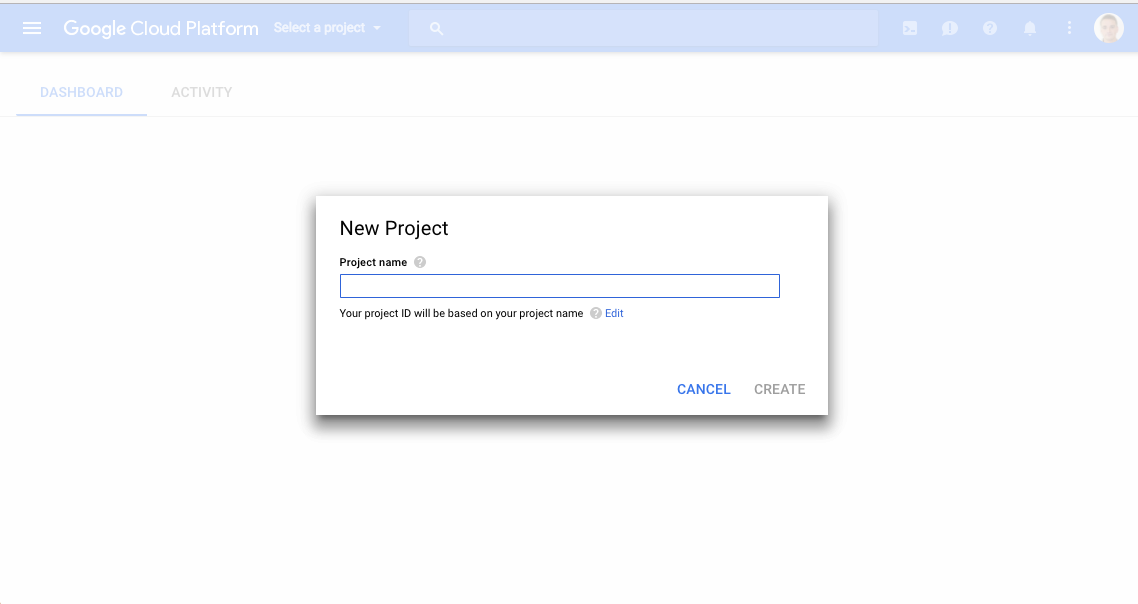 Google Cloud Platform Select a project
DASHBOARD ACTIVITY
New Project
Project name ?
Your project ID will be based on your project name ? Edit
CANCEL CREATE